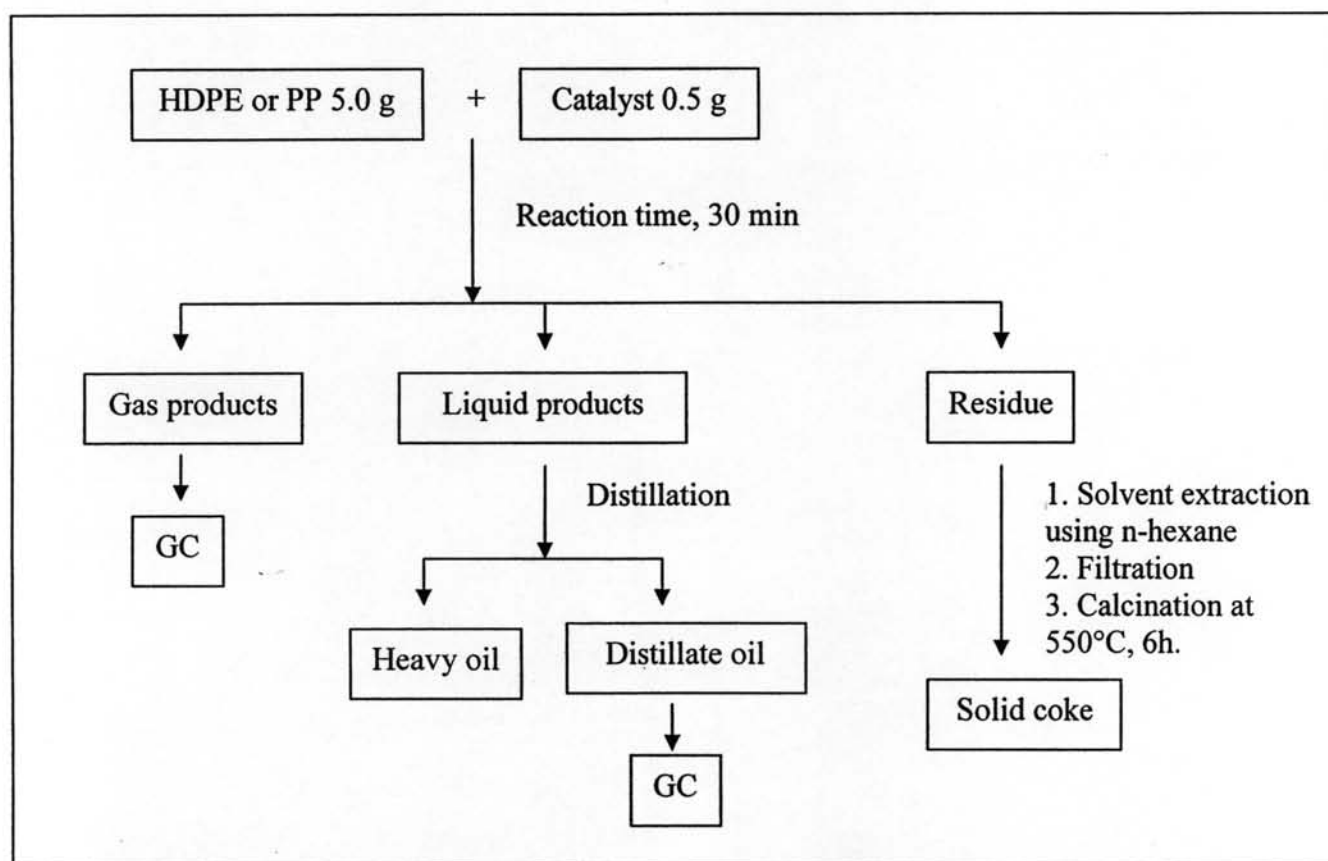 HDPE or PP 5.0 g + Catalyst 0.5 g
Reaction time, 30 min
Gas products
Liquid products
Residue
GC
Distillation
1. Solvent extraction
using n-hexane
2. Filtration
3. Calcination at
550°C, 6h.
Heavy oil
Distillate oil
Solid coke
GC